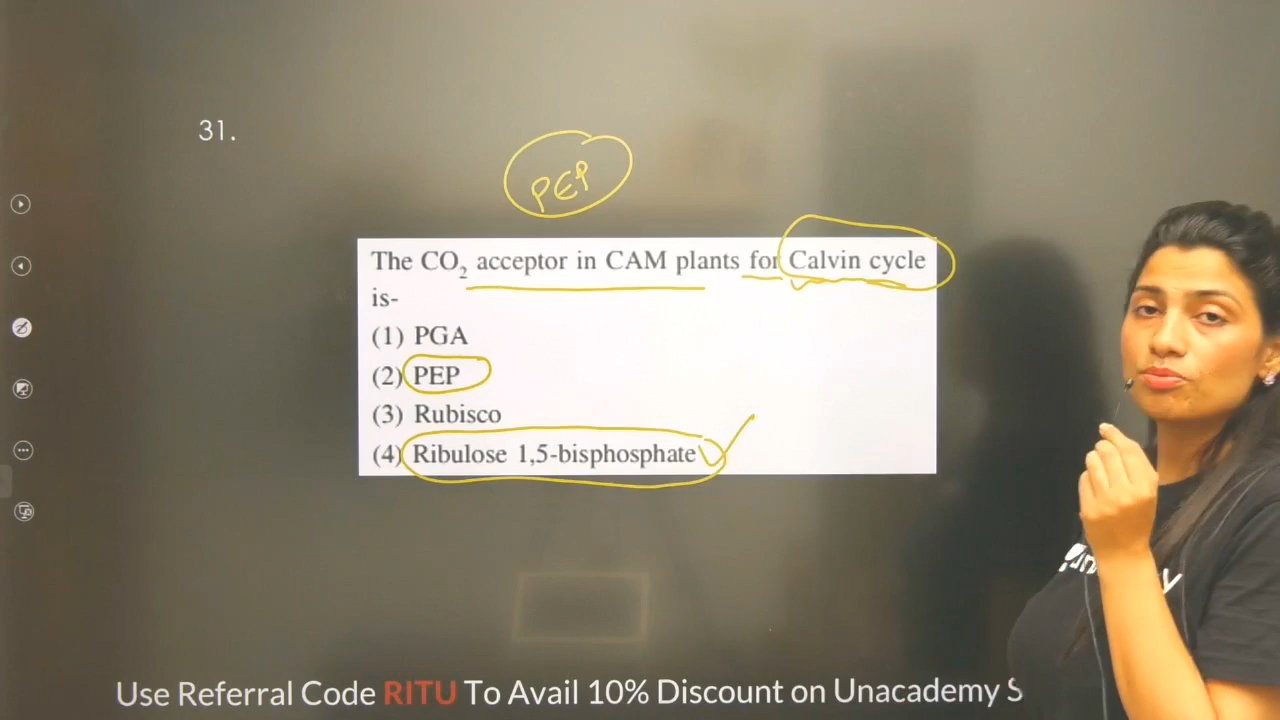 31.
PEP
The CO₂ acceptor in CAM plants for Calvin cycle
is-
(1) PGA
(2) PEP
(3) Rubisco
(4) Ribulose 1,5-bisphosphate
Use Referral Code RITU To Avail 10% Discount on Unacademy S